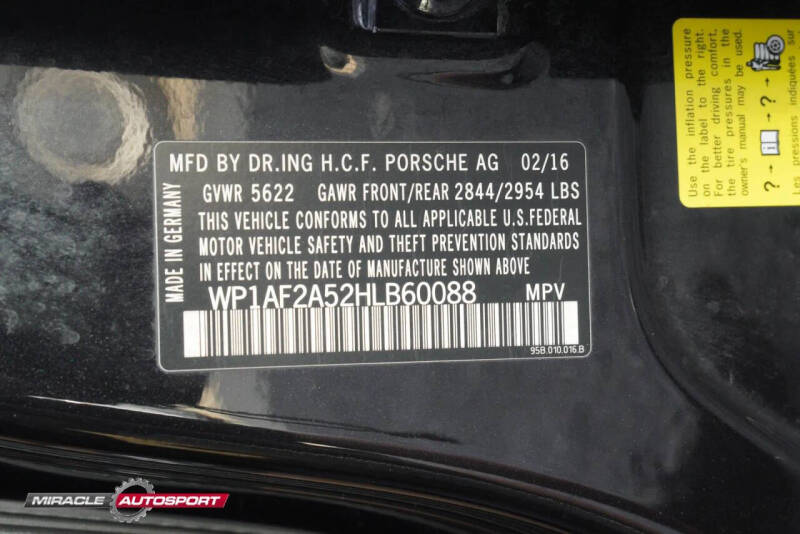 MFD BY DR.ING H.C.F. PORSCHE AG 02/16
GVWR 5622 GAWR FRONT/REAR 2844/2954 LBS
THIS VEHICLE CONFORMS TO ALL APPLICABLE U.S.FEDERAL
MOTOR VEHICLE SAFETY AND THEFT PREVENTION STANDARDS
IN EFFECT ON THE DATE OF MANUFACTURE SHOWN ABOVE
WP1AF2A52HLB60088 MPV
95B.010.016.B
MADE IN GERMANY
Use the inflation pressure
on the label to the right.
For better driving comfort,
the tire pressures in the
owner's manual may be used.
? → → ? →
Les pressions indiquées sur
MIRACLE AUTOSPORT